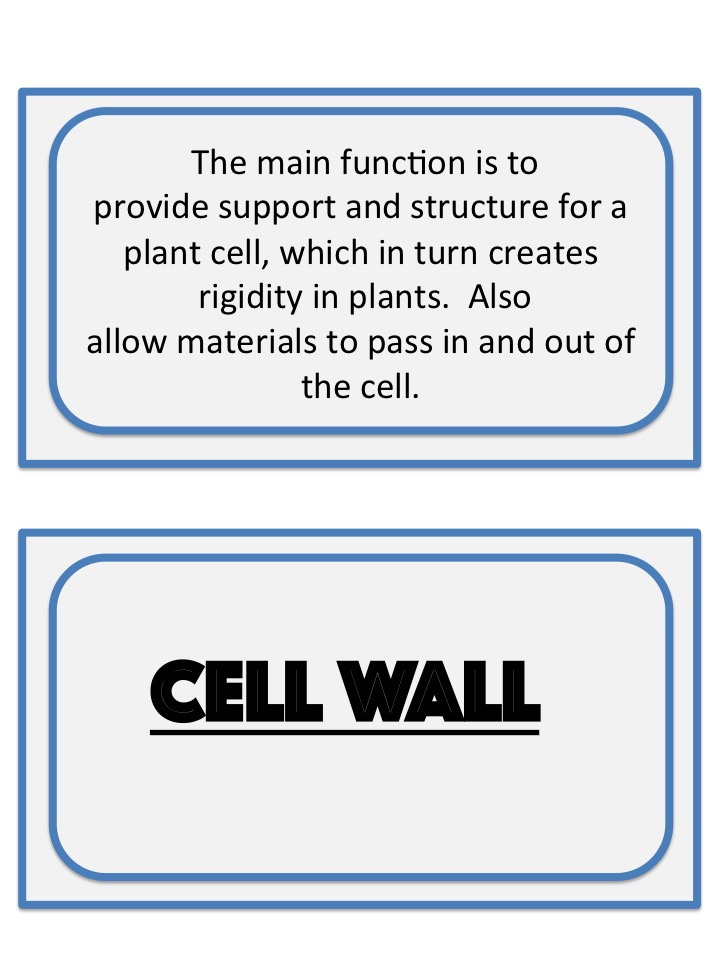 The main function is to
provide support and structure for a
plant cell, which in turn creates
rigidity in plants.  Also
allow materials to pass in and out of
the cell.
CELL WALL